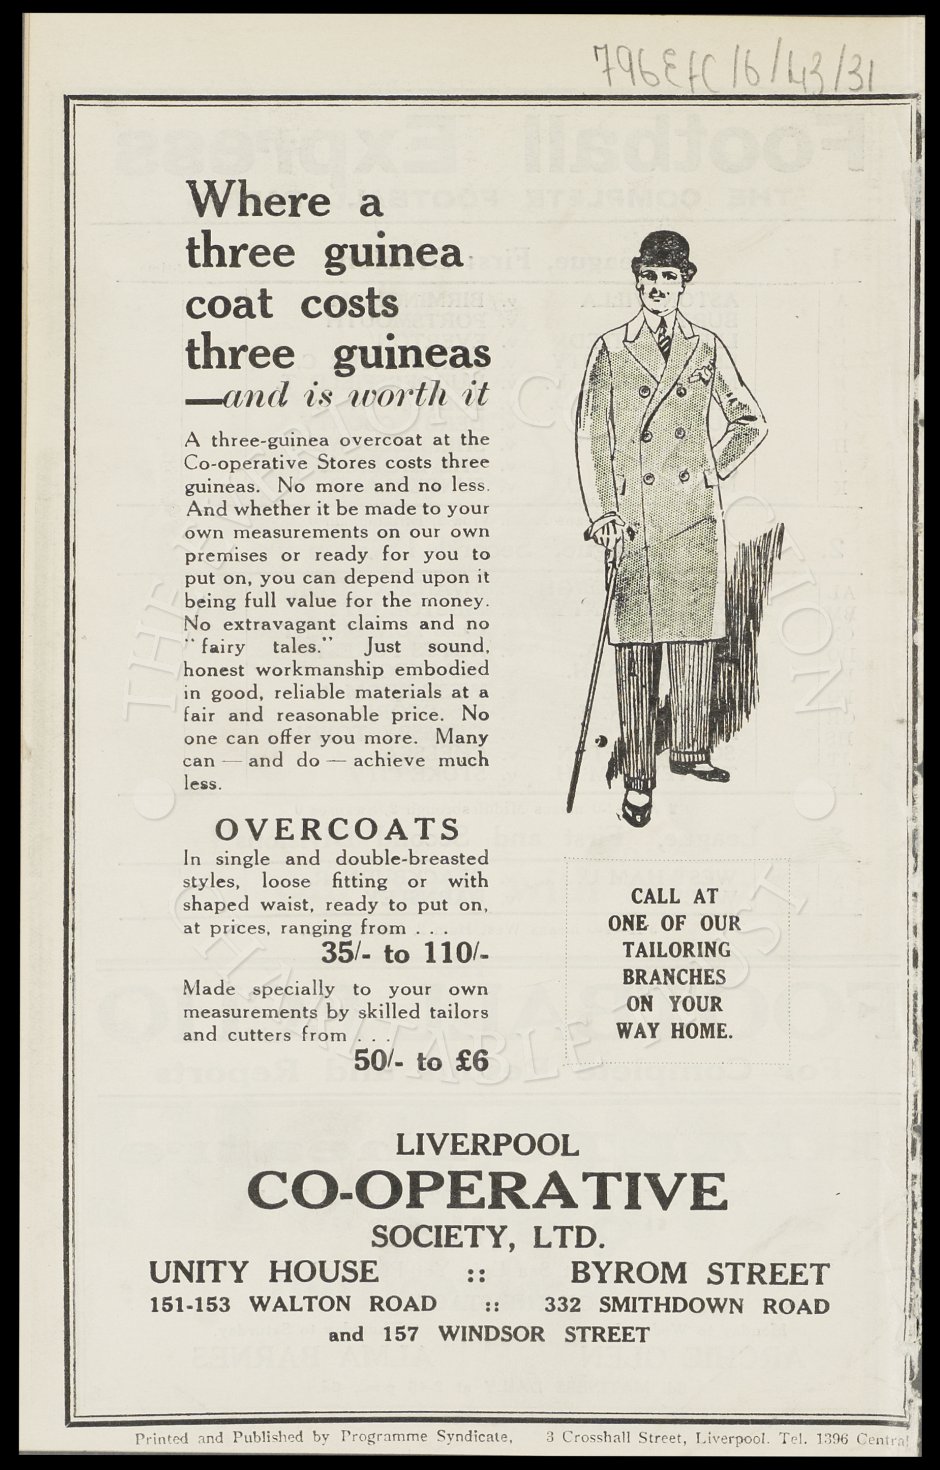 796EFC/6/43/31
Where a
three guinea
coat costs
three guineas
—and is worth it
A three-guinea overcoat at the
Co-operative Stores costs three
guineas. No more and no less.
And whether it be made to your
own measurements on our own
premises or ready for you to
put on, you can depend upon it
being full value for the money.
No extravagant claims and no
"fairy tales." Just sound,
honest workmanship embodied
in good, reliable materials at a
fair and reasonable price. No
one can offer you more. Many
can — and do — achieve much
less.
OVERCOATS
In single and double-breasted
styles, loose fitting or with
shaped waist, ready to put on,
at prices, ranging from . . .
35/- to 110/-
Made specially to your own
measurements by skilled tailors
and cutters from . . .
50/- to £6
CALL AT
ONE OF OUR
TAILORING
BRANCHES
ON YOUR
WAY HOME.
LIVERPOOL
CO-OPERATIVE
SOCIETY, LTD.
UNITY HOUSE :: BYROM STREET
151-153 WALTON ROAD :: 332 SMITHDOWN ROAD
and 157 WINDSOR STREET
Printed and Published by Programme Syndicate, 3 Crosshall Street, Liverpool. Tel. 1396 Central
THE EVERTON COLLECTION
CHARITABLE TRUST